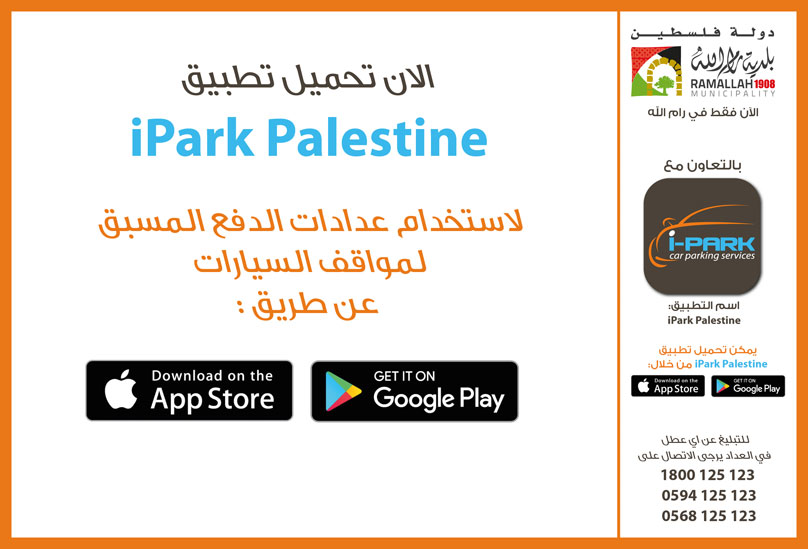 الان تحميل تطبيق
iPark Palestine
لاستخدام عدادات الدفع المسبق
لمواقف السيارات
عن طريق :
Download on the
App Store
GET IT ON
Google Play
دولة فلسطين
بلدية رام الله
RAMALLAH 1908
MUNICIPALITY
الآن فقط في رام الله
بالتعاون مع
i-PARK
car parking services
اسم التطبيق:
iPark Palestine
يمكن تحميل تطبيق
iPark Palestine من خلال:
Download on the
App Store
GET IT ON
Google Play
للتبليغ عن اي عطل
في العداد يرجى الاتصال على
1800 125 123
0594 125 123
0568 125 123